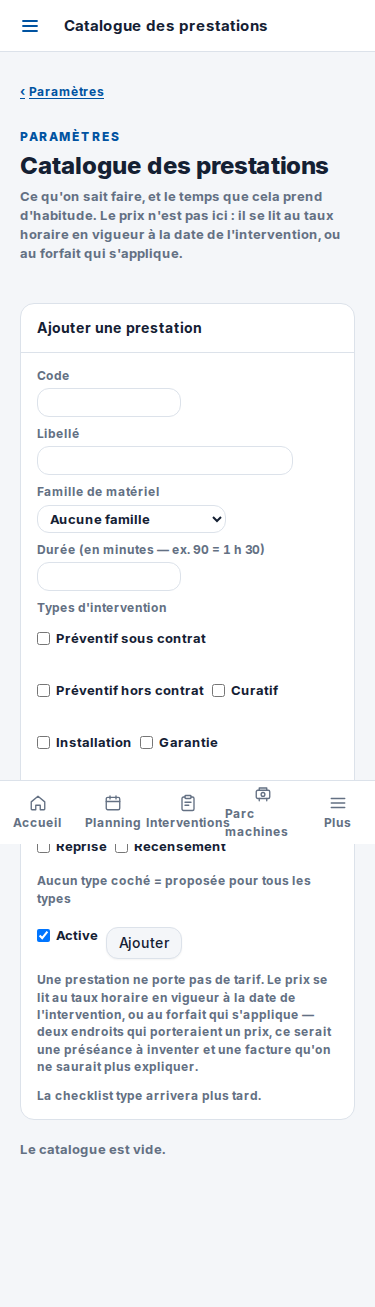 Catalogue des prestations
‹ Paramètres
PARAMÈTRES
Catalogue des prestations
Ce qu'on sait faire, et le temps que cela prend
d'habitude. Le prix n'est pas ici : il se lit au taux
horaire en vigueur à la date de l'intervention, ou
au forfait qui s'applique.
Ajouter une prestation
Code
Libellé
Famille de matériel
Aucune famille
Durée (en minutes — ex. 90 = 1 h 30)
Types d'intervention
Préventif sous contrat
Préventif hors contrat Curatif
Installation Garantie
Accueil Planning Interventions Parc machines Plus
Reprise Recensement
Aucun type coché = proposée pour tous les
types
Active Ajouter
Une prestation ne porte pas de tarif. Le prix se
lit au taux horaire en vigueur à la date de
l'intervention, ou au forfait qui s'applique —
deux endroits qui porteraient un prix, ce serait
une préséance à inventer et une facture qu'on
ne saurait plus expliquer.
La checklist type arrivera plus tard.
Le catalogue est vide.